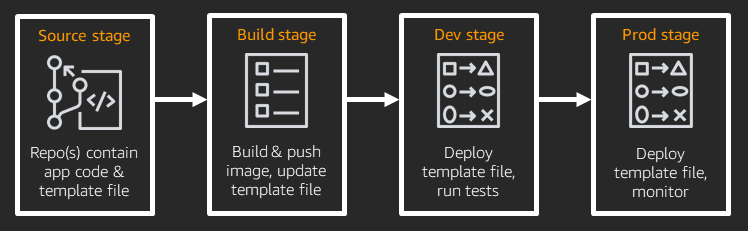 Source stage
Repo(s) contain
app code &
template file
Build stage
Build & push
image, update
template file
Dev stage
Deploy
template file,
run tests
Prod stage
Deploy
template file,
monitor